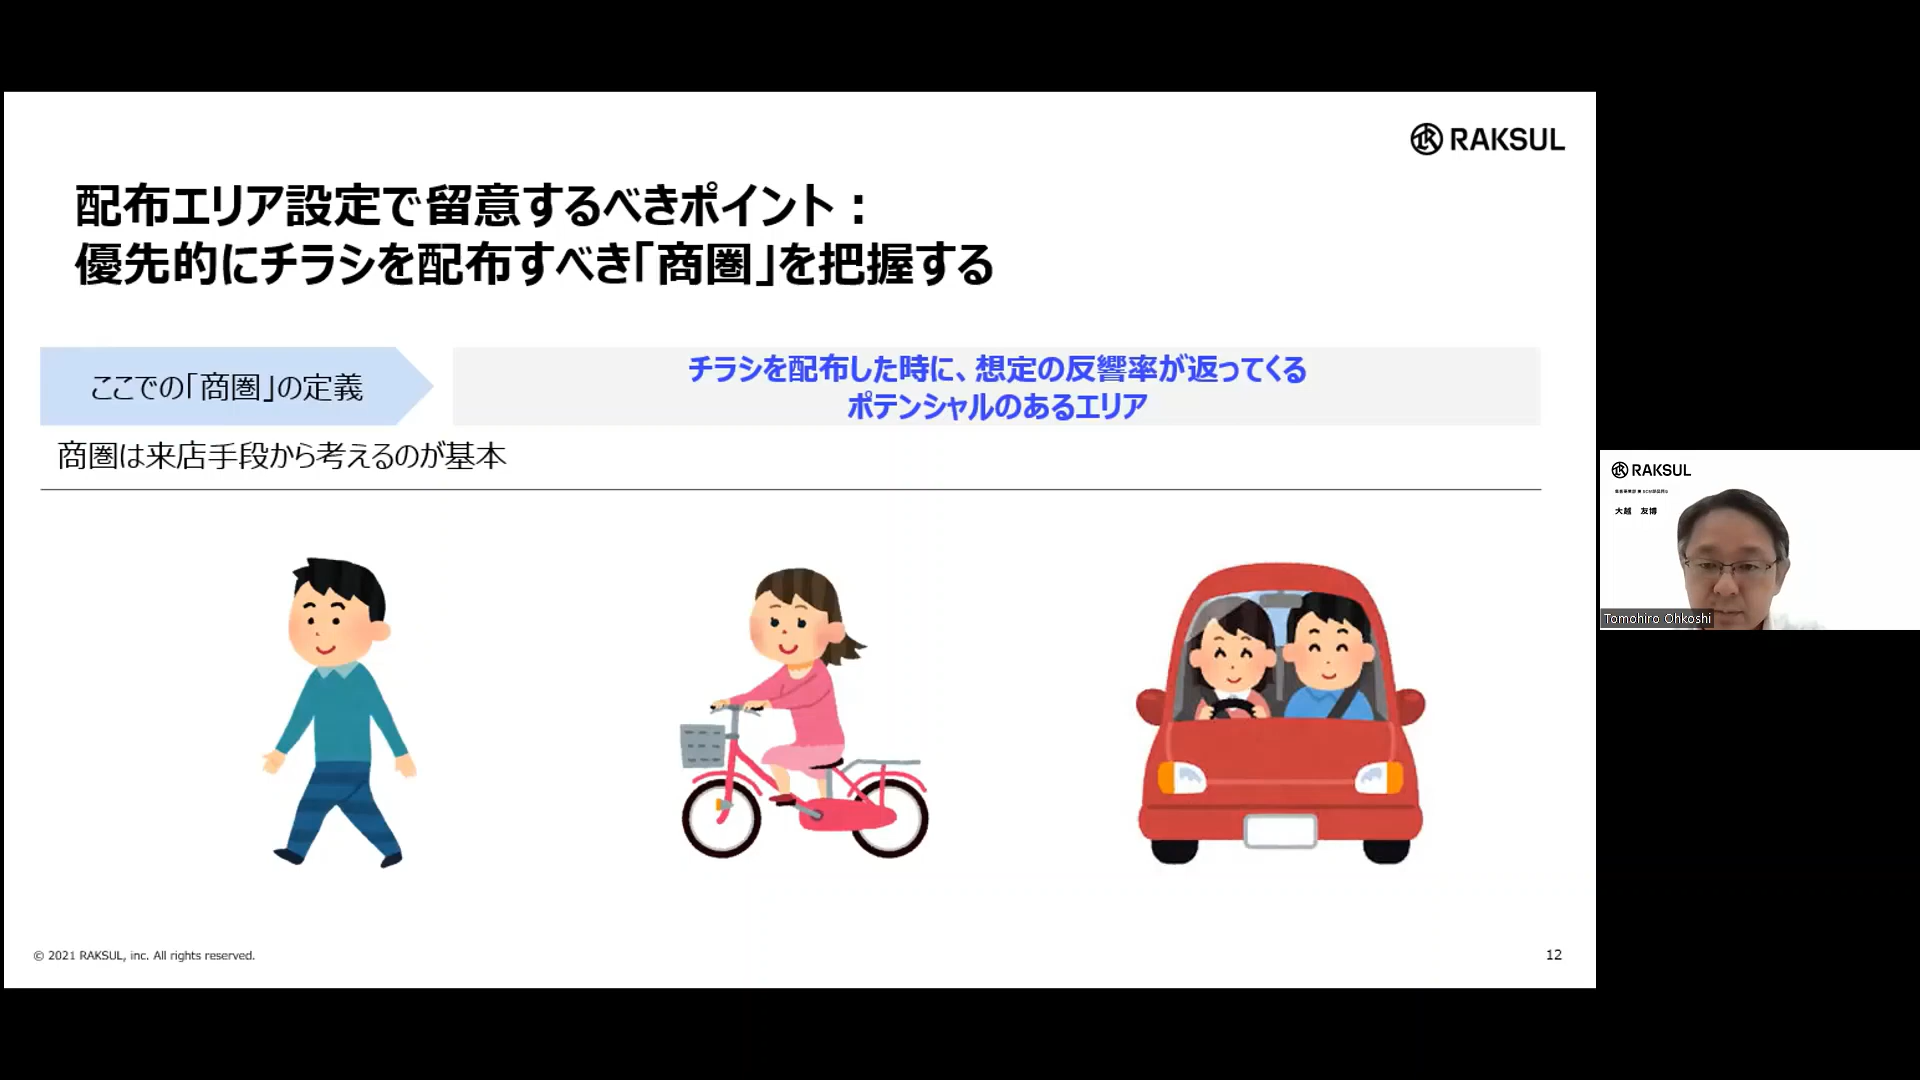 RAKSUL
配布エリア設定で留意するべきポイント：
優先的にチラシを配布すべき「商圏」を把握する
ここでの「商圏」の定義
チラシを配布した時に、想定の反響率が返ってくる
ポテンシャルのあるエリア
商圏は来店手段から考えるのが基本
© 2021 RAKSUL, inc. All rights reserved.
12
RAKSUL
大越 友博
Tomohiro Ohkoshi